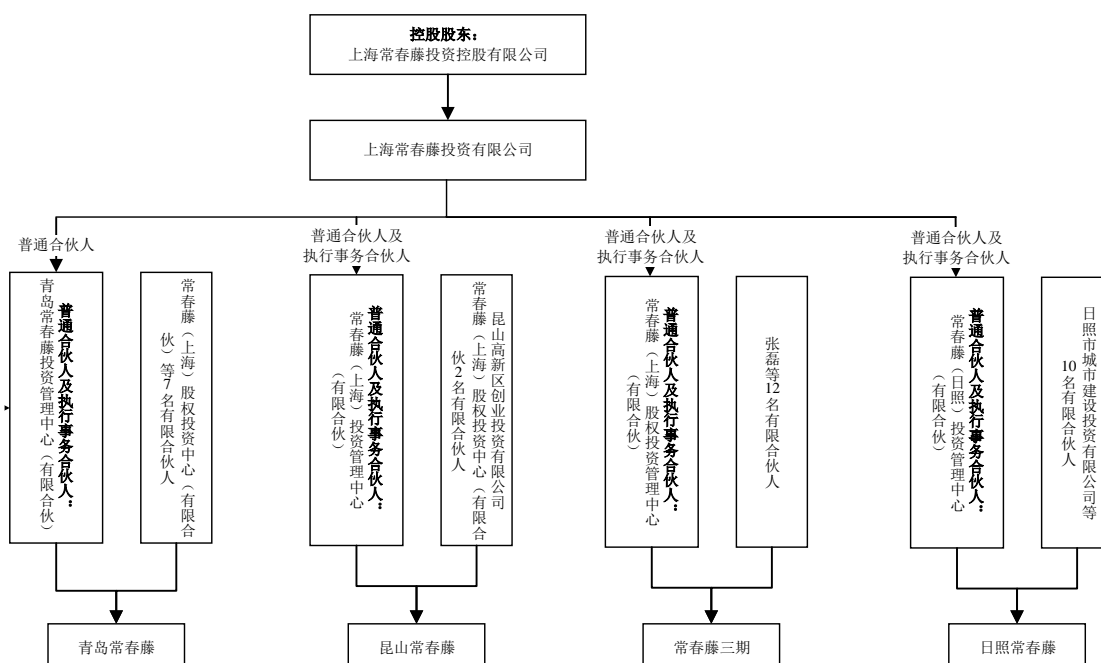 控股股东：
上海常春藤投资控股有限公司
上海常春藤投资有限公司
普通合伙人
普通合伙人及
执行事务合伙人
普通合伙人及
执行事务合伙人
普通合伙人及
执行事务合伙人
普通合伙人及执行事务合伙人：
青岛常春藤投资管理中心（有限合伙）
常春藤（上海）股权投资中心（有限合
伙）等7名有限合伙人
普通合伙人及执行事务合伙人：
常春藤（上海）投资管理中心
（有限合伙）
昆山高新区创业投资有限公司
常春藤（上海）股权投资中心（有限合
伙2名有限合伙人
普通合伙人及执行事务合伙人：
常春藤（上海）股权投资管理中心
（有限合伙）
张磊等12名有限合伙人
普通合伙人及执行事务合伙人：
常春藤（日照）投资管理中心
（有限合伙）
日照市城市建设投资有限公司等
10名有限合伙人
青岛常春藤
昆山常春藤
常春藤三期
日照常春藤